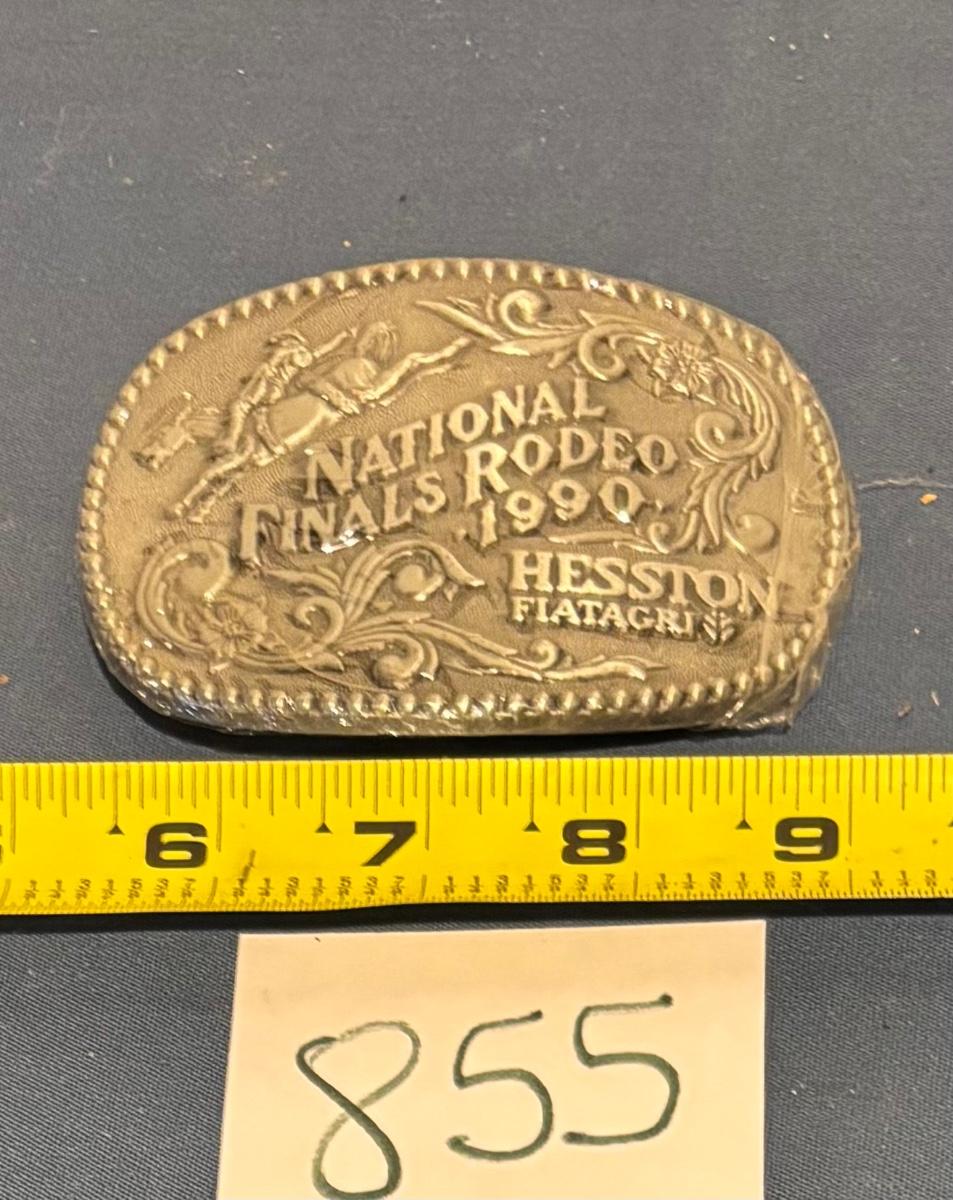 NATIONAL
FINALS RODEO
1990
HESSTON
FIATAGRI
6 7 8 9
855